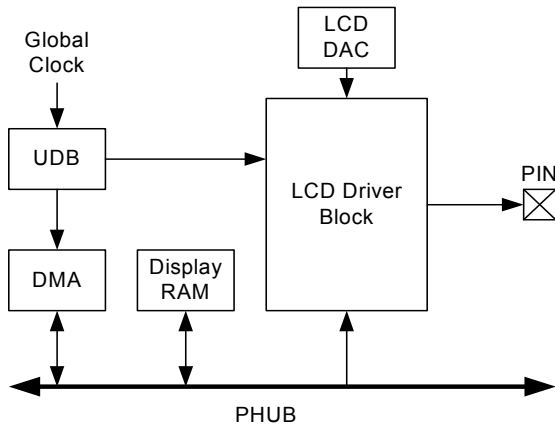 Global
Clock
LCD
DAC
UDB
LCD Driver
Block
PIN
DMA
Display
RAM
PHUB